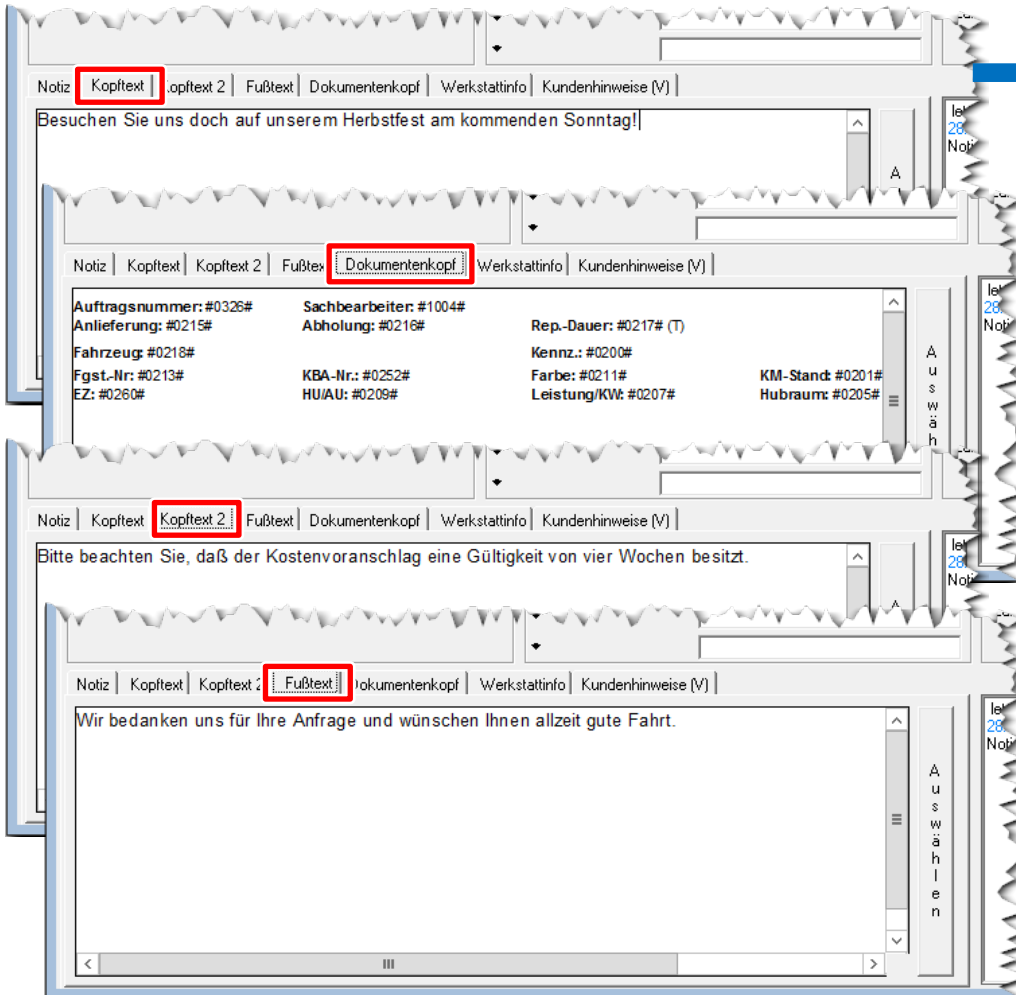 Notiz Kopftext Kopftext 2 Fußtext Dokumentenkopf Werkstattinfo Kundenhinweise (V)
Besuchen Sie uns doch auf unserem Herbstfest am kommenden Sonntag!
A
Notiz Kopftext Kopftext 2 Fußtext Dokumentenkopf Werkstattinfo Kundenhinweise (V)
Auftragsnummer: #0326# Sachbearbeiter: #1004#
Anlieferung: #0215# Abholung: #0216# Rep.-Dauer: #0217# (T)
Fahrzeug: #0218# Kennz.: #0200#
Fgst.-Nr: #0213# KBA-Nr.: #0252# Farbe: #0211# KM-Stand: #0201#
EZ: #0260# HU/AU: #0209# Leistung/KW: #0207# Hubraum: #0205#
A
u
s
w
ä
h
Notiz Kopftext Kopftext 2 Fußtext Dokumentenkopf Werkstattinfo Kundenhinweise (V)
Bitte beachten Sie, daß der Kostenvoranschlag eine Gültigkeit von vier Wochen besitzt.
Notiz Kopftext Kopftext 2 Fußtext Dokumentenkopf Werkstattinfo Kundenhinweise (V)
Wir bedanken uns für Ihre Anfrage und wünschen Ihnen allzeit gute Fahrt.
A
u
s
w
ä
h
l
e
n